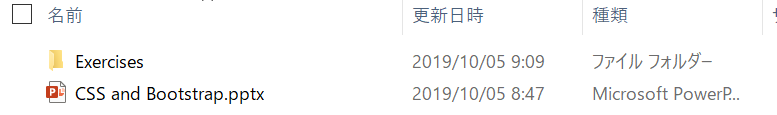 名前 更新日時 種類
Exercises 2019/10/05 9:09 ファイル フォルダー
CSS and Bootstrap.pptx 2019/10/05 8:47 Microsoft PowerP...